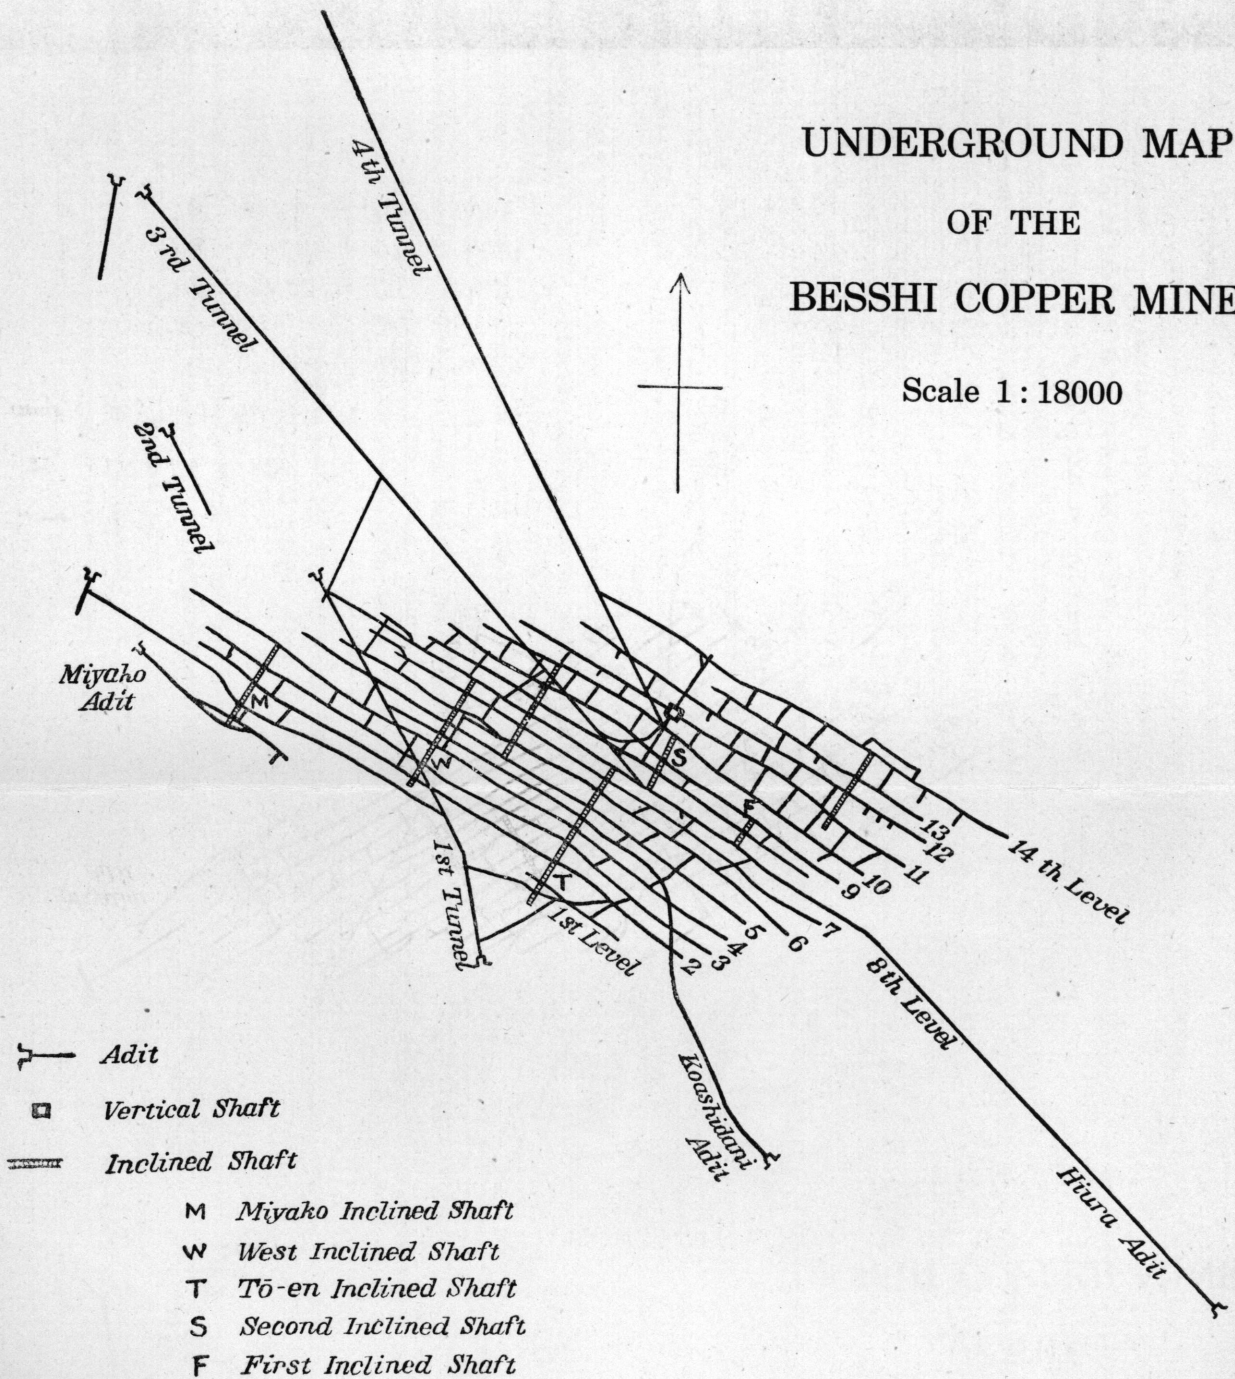 UNDERGROUND MAP
OF THE
BESSHI COPPER MINE
Scale 1:18000
4th Tunnel
3rd Tunnel
2nd Tunnel
Miyako
Adit
M
W
S
F
T
1st Tunnel
1st Level
2
3
4
5
6
7
8th Level
9
10
11
12
13
14th Level
Koashidani
Adit
Hiura Adit
Adit
Vertical Shaft
Inclined Shaft
M Miyako Inclined Shaft
W West Inclined Shaft
T Tō-en Inclined Shaft
S Second Inclined Shaft
F First Inclined Shaft